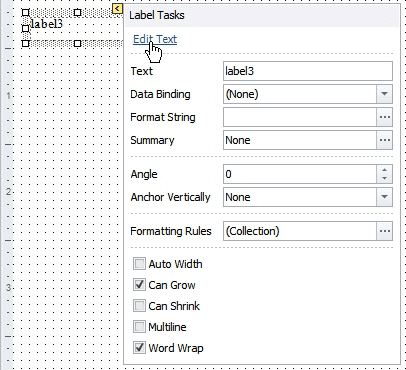 label3
Label Tasks
Edit Text
Text label3
Data Binding (None)
Format String ...
Summary None ...
Angle 0
Anchor Vertically None
Formatting Rules (Collection) ...
Auto Width
Can Grow
Can Shrink
Multiline
Word Wrap
1
2
3